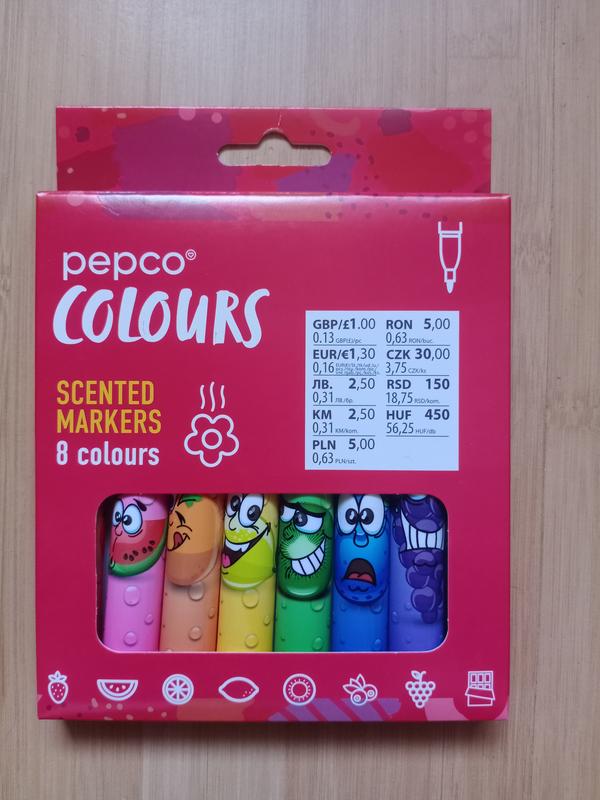 pepco
COLOURS
SCENTED
MARKERS
8 colours
GBP/£1.00 RON 5,00
0.13 GBP(£)/pc 0,63 RON/buc.
EUR/€1,30 CZK 30,00
0,16 3,75 CZK/ks
ЛВ. 2,50 RSD 150
0,31 ЛВ./бр. 18,75 RSD/kom.
KM 2,50 HUF 450
0,31 KM/kom. 56,25 HUF/db
PLN 5,00
0,63 PLN/szt.